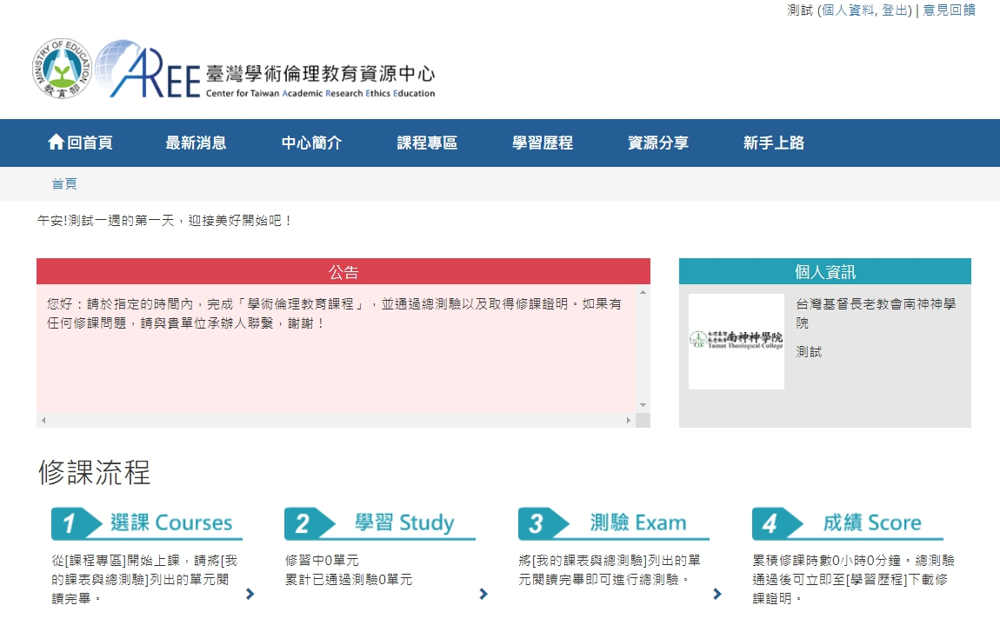 測試 (個人資料, 登出) | 意見回饋
MINISTRY OF EDUCATION
教育部
AREE 臺灣學術倫理教育資源中心
Center for Taiwan Academic Research Ethics Education
回首頁 最新消息 中心簡介 課程專區 學習歷程 資源分享 新手上路
首頁
午安!測試一週的第一天，迎接美好開始吧！
公告
您好：請於指定的時間內，完成「學術倫理教育課程」，並通過總測驗以及取得修課證明。如果有
任何修課問題，請與貴單位承辦人聯繫，謝謝！
個人資訊
台灣基督長老教會南神神學院
南神神學院
Tainan Theological College
台灣基督長老教會南神神學
院
測試
修課流程
1 選課 Courses
從[課程專區]開始上課，請將[我
的課表與總測驗]列出的單元閱
讀完畢。
2 學習 Study
修習中0單元
累計已通過測驗0單元
3 測驗 Exam
將[我的課表與總測驗]列出的單
元閱讀完畢即可進行總測驗。
4 成績 Score
累積修課時數0小時0分鐘。總測驗
通過後可立即至[學習歷程]下載修
課證明。